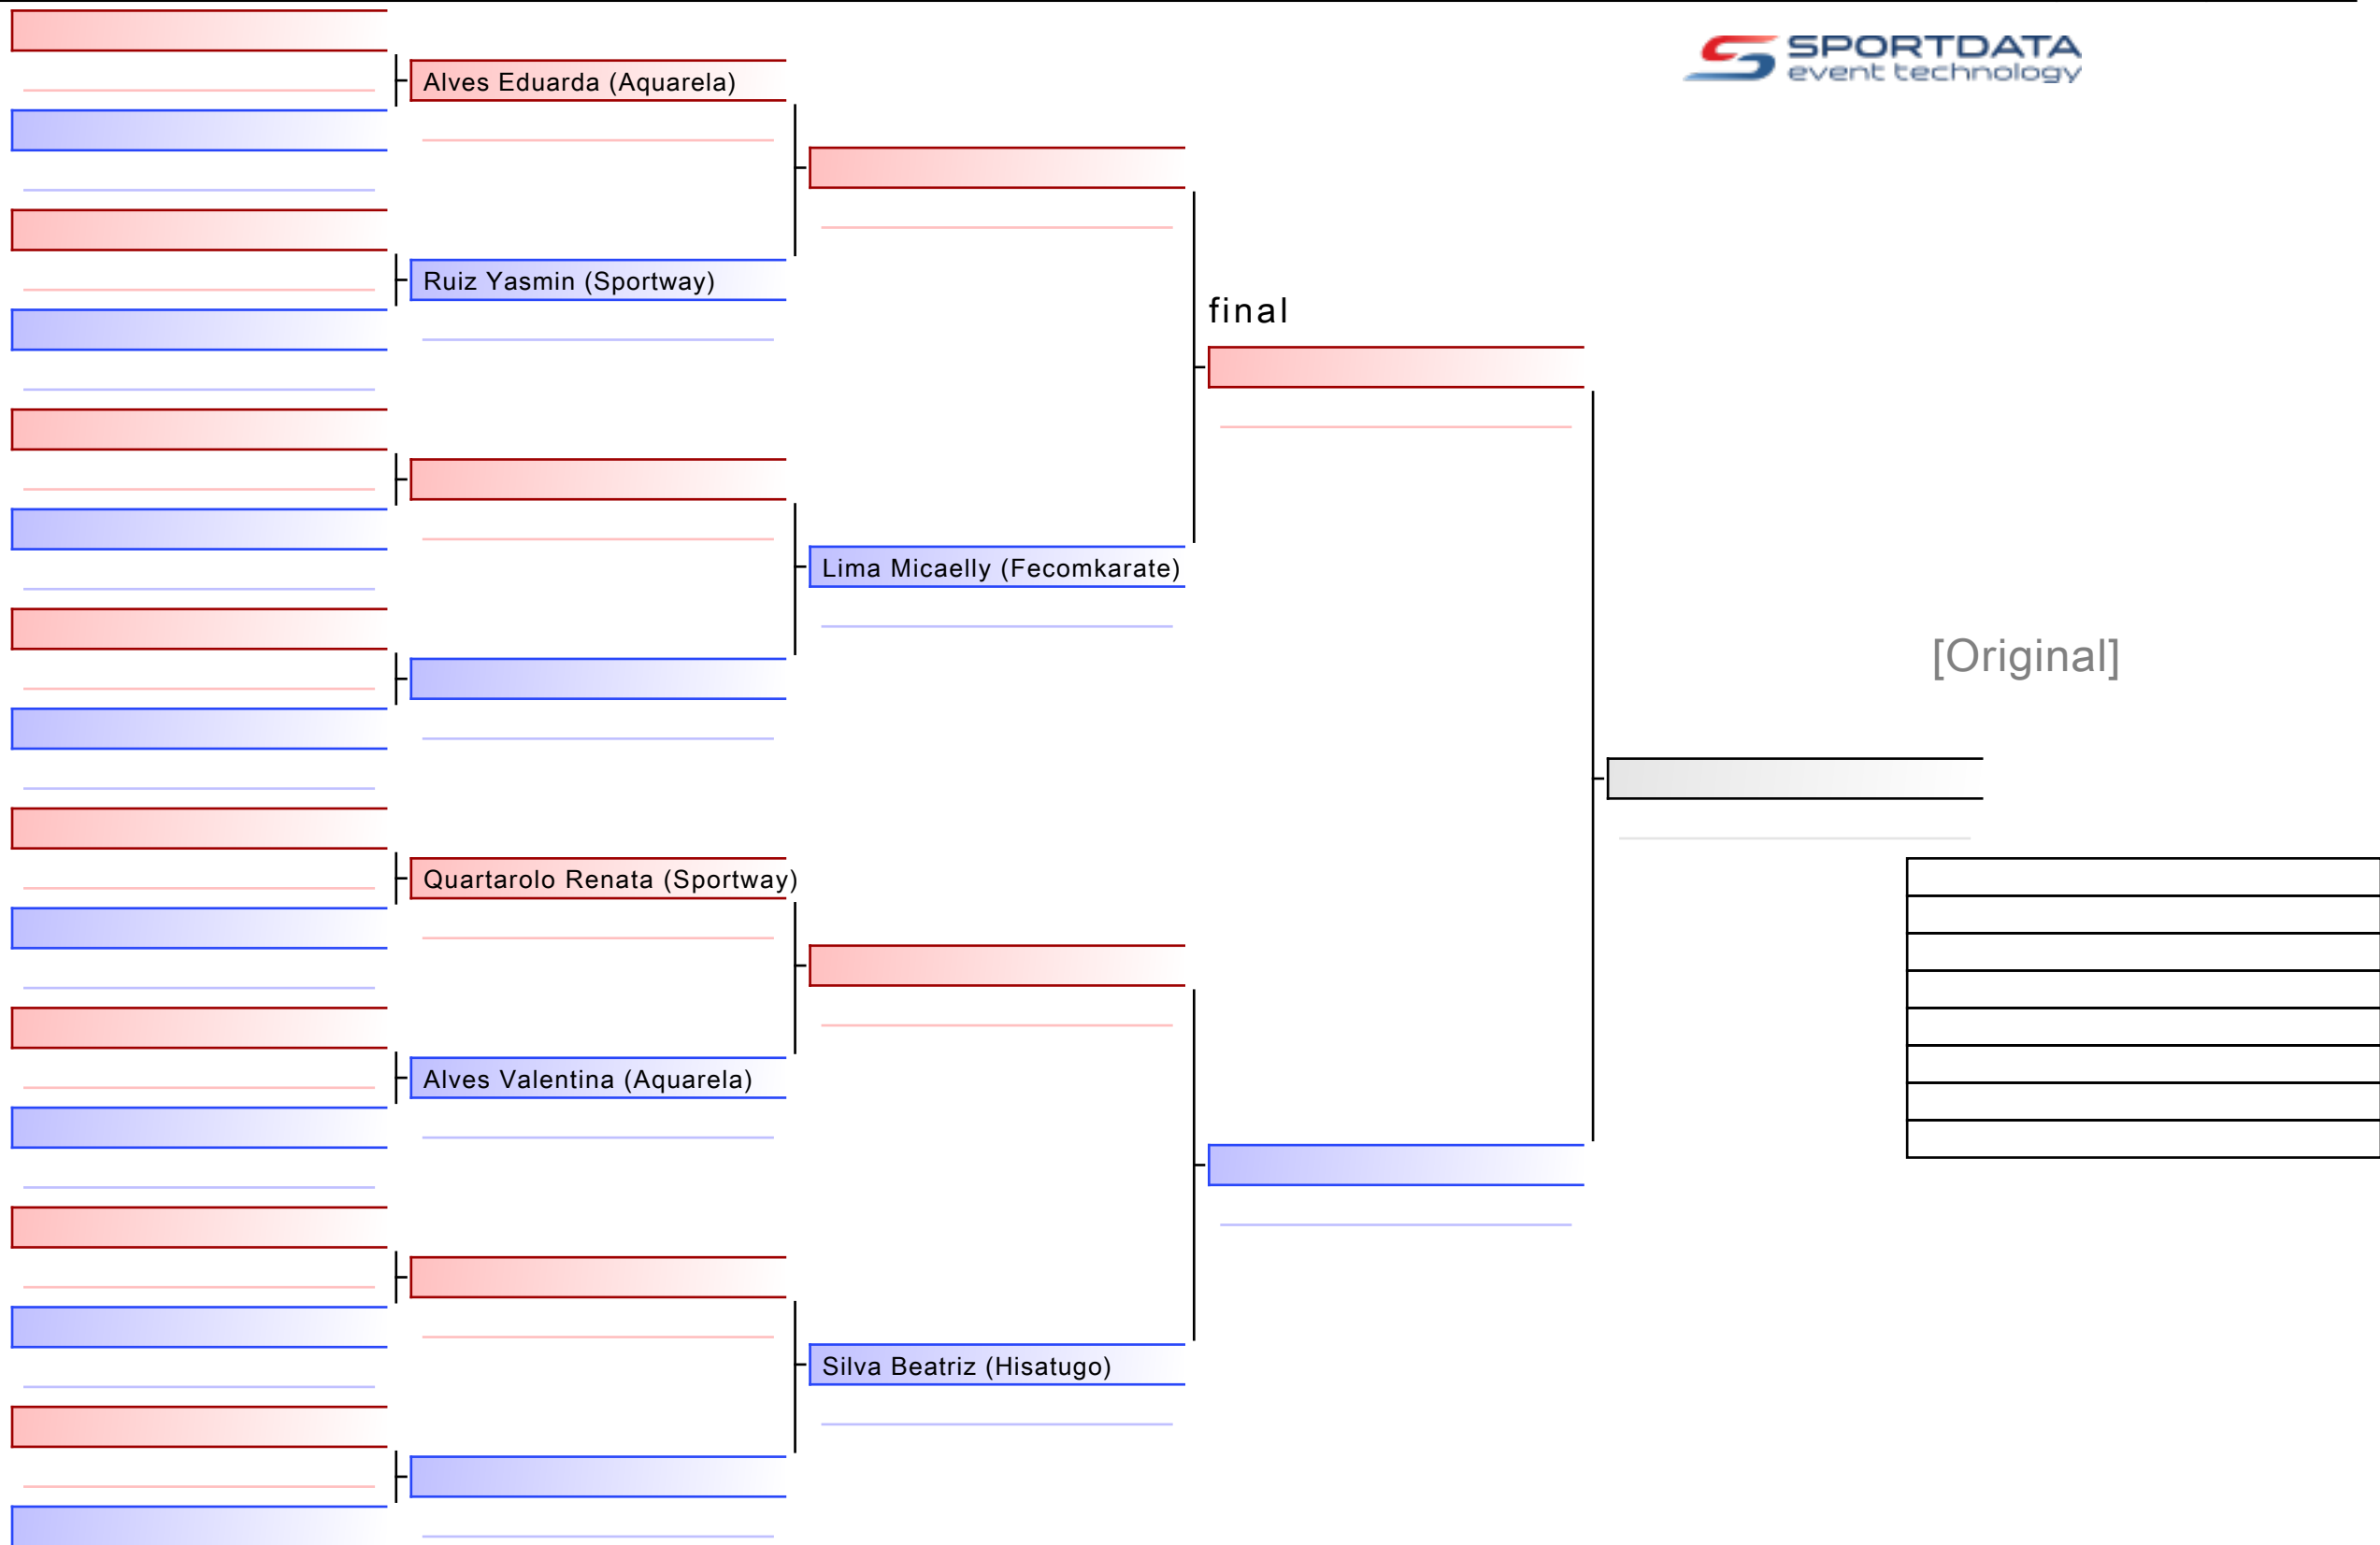 SPORTDATA
event technology
Alves Eduarda (Aquarela)
Ruiz Yasmin (Sportway)
final
Lima Micaelly (Fecomkarate)
[Original]
Quartarolo Renata (Sportway)
Alves Valentina (Aquarela)
Silva Beatriz (Hisatugo)